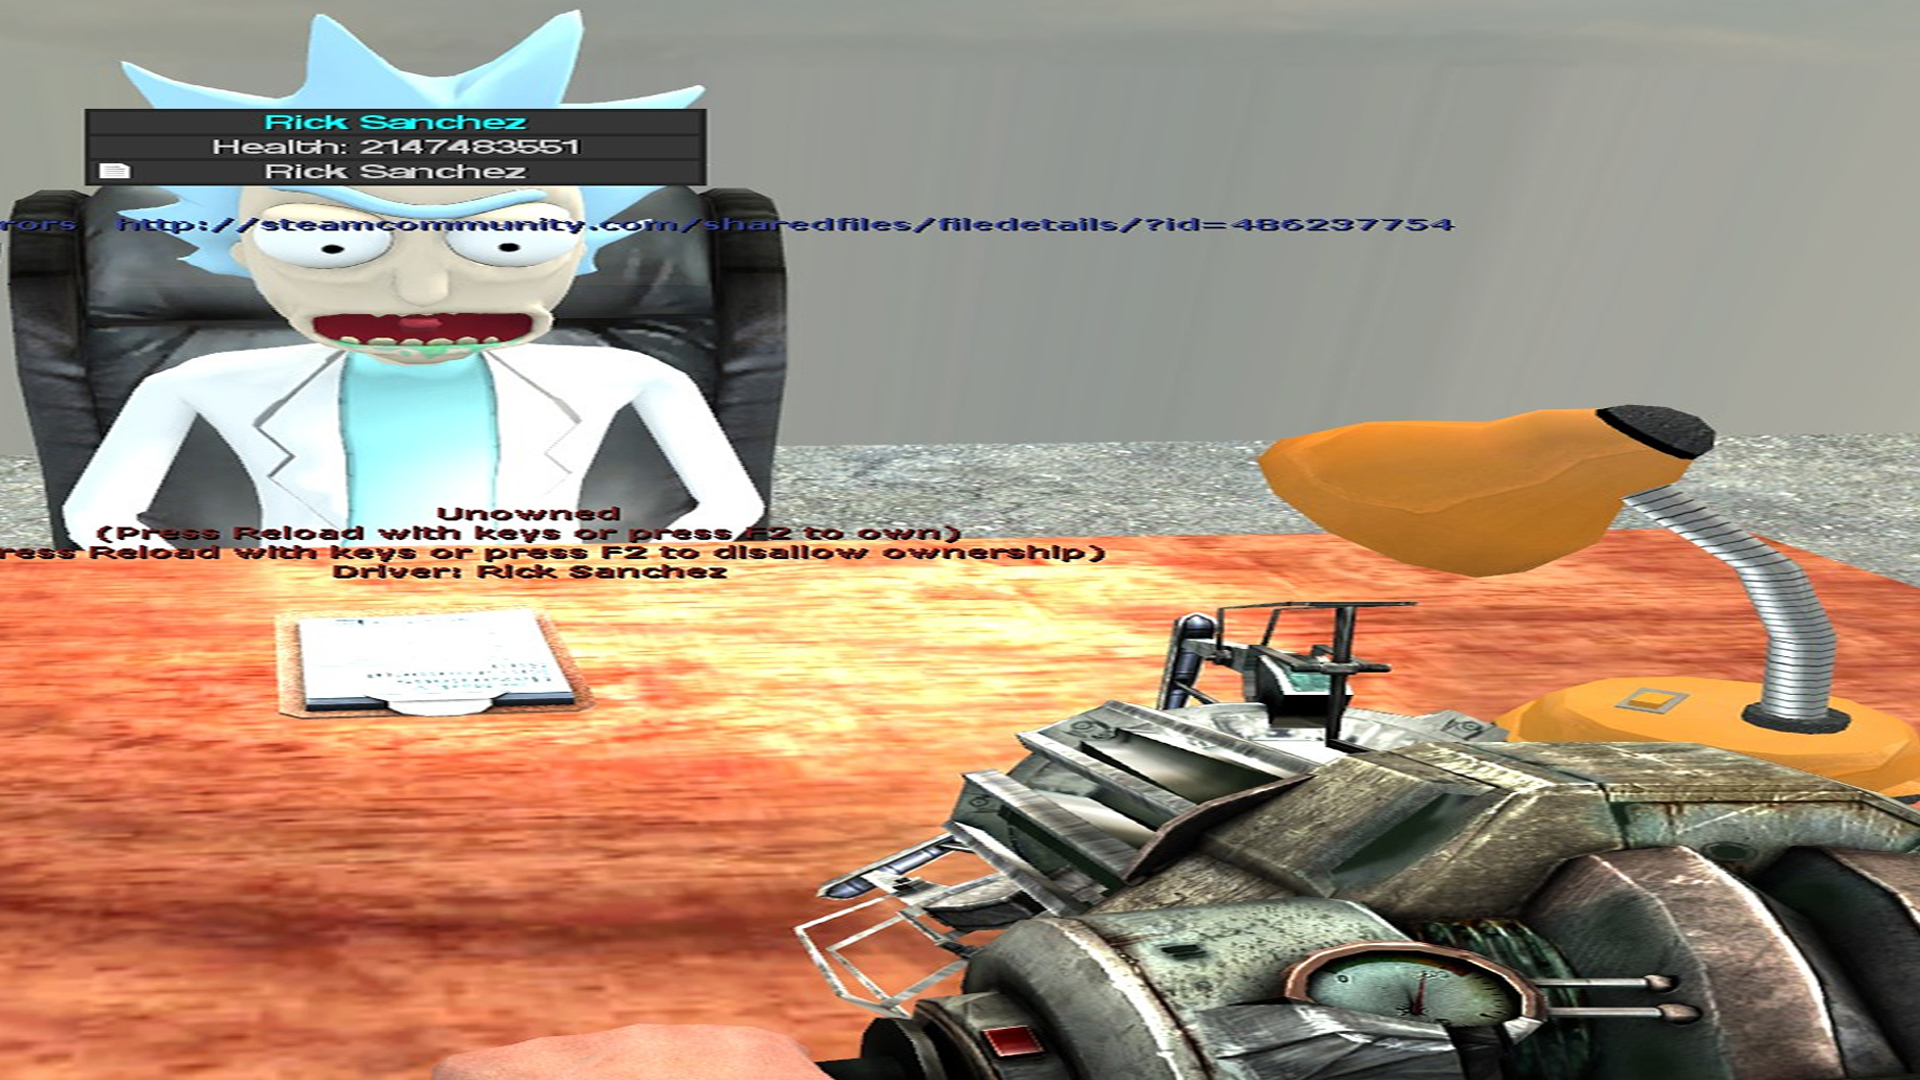 Rick Sanchez
Health: 2147483551
Rick Sanchez
rors http://steamcommunity.com/sharedfiles/filedetails/?id=486237754
Unowned
(Press Reload with keys or press F2 to own)
ress Reload with keys or press F2 to disallow ownership)
Driver: Rick Sanchez